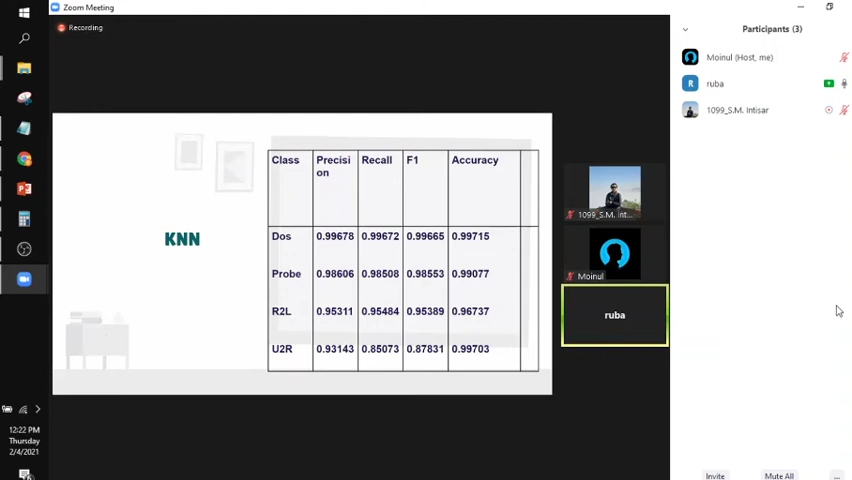 Zoom Meeting
Recording
KNN
Class Precisi on Recall F1 Accuracy
Dos 0.99678 0.99672 0.99665 0.99715
Probe 0.98606 0.98508 0.98553 0.99077
R2L 0.95311 0.95484 0.95389 0.96737
U2R 0.93143 0.85073 0.87831 0.99703
1099_S.M. Int...
Moinul
ruba
Participants (3)
Moinul (Host, me)
R ruba
1099_S.M. Intisar
Invite Mute All ...
12:22 PM
Thursday
2/4/2021